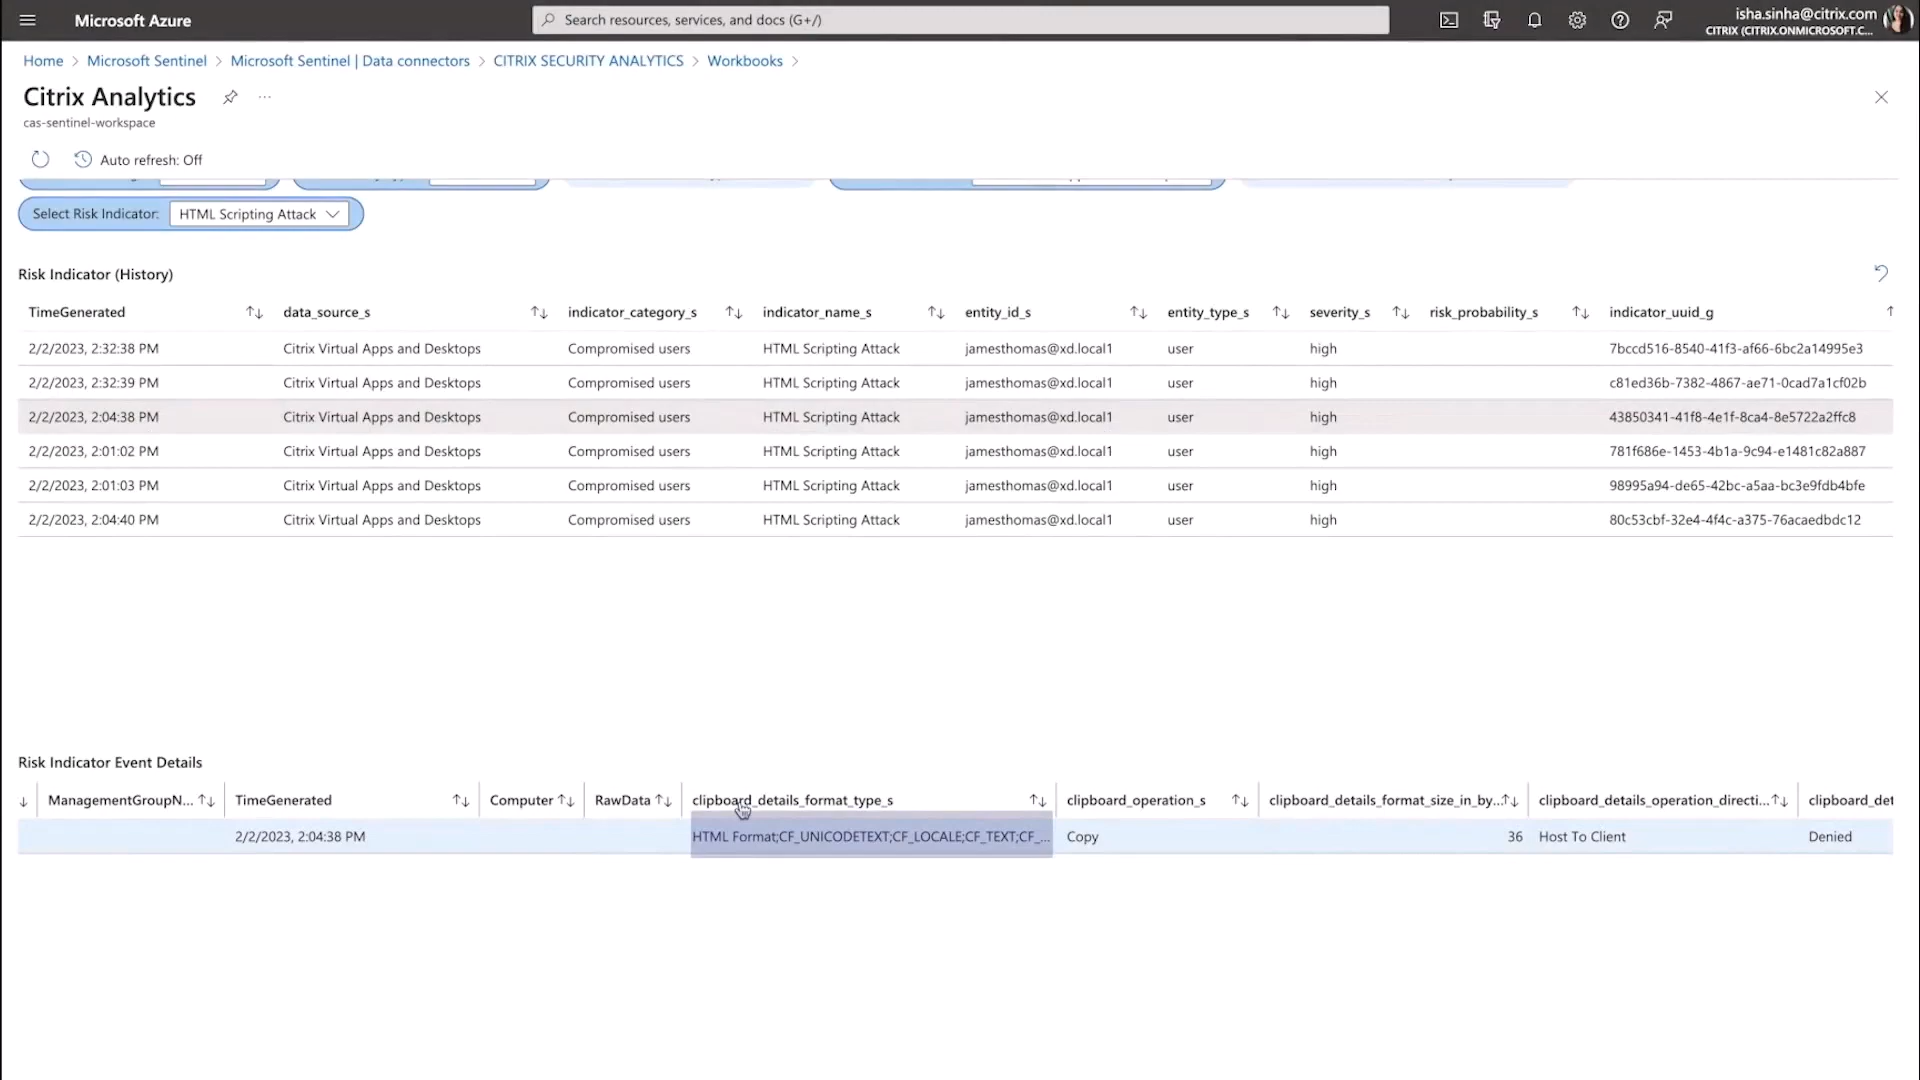 Microsoft Azure
Search resources, services, and docs (G+/)
isha.sinha@citrix.com
CITRIX (CITRIX.ONMICROSOFT.C...
Home > Microsoft Sentinel > Microsoft Sentinel | Data connectors > CITRIX SECURITY ANALYTICS > Workbooks >
Citrix Analytics
cas-sentinel-workspace
Auto refresh: Off
Select Risk Indicator: HTML Scripting Attack
Risk Indicator (History)
TimeGenerated data_source_s indicator_category_s indicator_name_s entity_id_s entity_type_s severity_s risk_probability_s indicator_uuid_g
2/2/2023, 2:32:38 PM Citrix Virtual Apps and Desktops Compromised users HTML Scripting Attack jamesthomas@xd.local1 user high 7bccd516-8540-41f3-af66-6bc2a14995e3
2/2/2023, 2:32:39 PM Citrix Virtual Apps and Desktops Compromised users HTML Scripting Attack jamesthomas@xd.local1 user high c81ed36b-7382-4867-ae71-0cad7a1cf02b
2/2/2023, 2:04:38 PM Citrix Virtual Apps and Desktops Compromised users HTML Scripting Attack jamesthomas@xd.local1 user high 43850341-41f8-4e1f-8ca4-8e5722a2ffc8
2/2/2023, 2:01:02 PM Citrix Virtual Apps and Desktops Compromised users HTML Scripting Attack jamesthomas@xd.local1 user high 781f686e-1453-4b1a-9c94-e1481c82a887
2/2/2023, 2:01:03 PM Citrix Virtual Apps and Desktops Compromised users HTML Scripting Attack jamesthomas@xd.local1 user high 98995a94-de65-42bc-a5aa-bc3e9fdb4bfe
2/2/2023, 2:04:40 PM Citrix Virtual Apps and Desktops Compromised users HTML Scripting Attack jamesthomas@xd.local1 user high 80c53cbf-32e4-4f4c-a375-76acaedbdc12
Risk Indicator Event Details
ManagementGroupN... TimeGenerated Computer RawData clipboard_details_format_type_s clipboard_operation_s clipboard_details_format_size_in_by... clipboard_details_operation_directi... clipboard_det
2/2/2023, 2:04:38 PM HTML Format;CF_UNICODETEXT;CF_LOCALE;CF_TEXT;CF_... Copy 36 Host To Client Denied